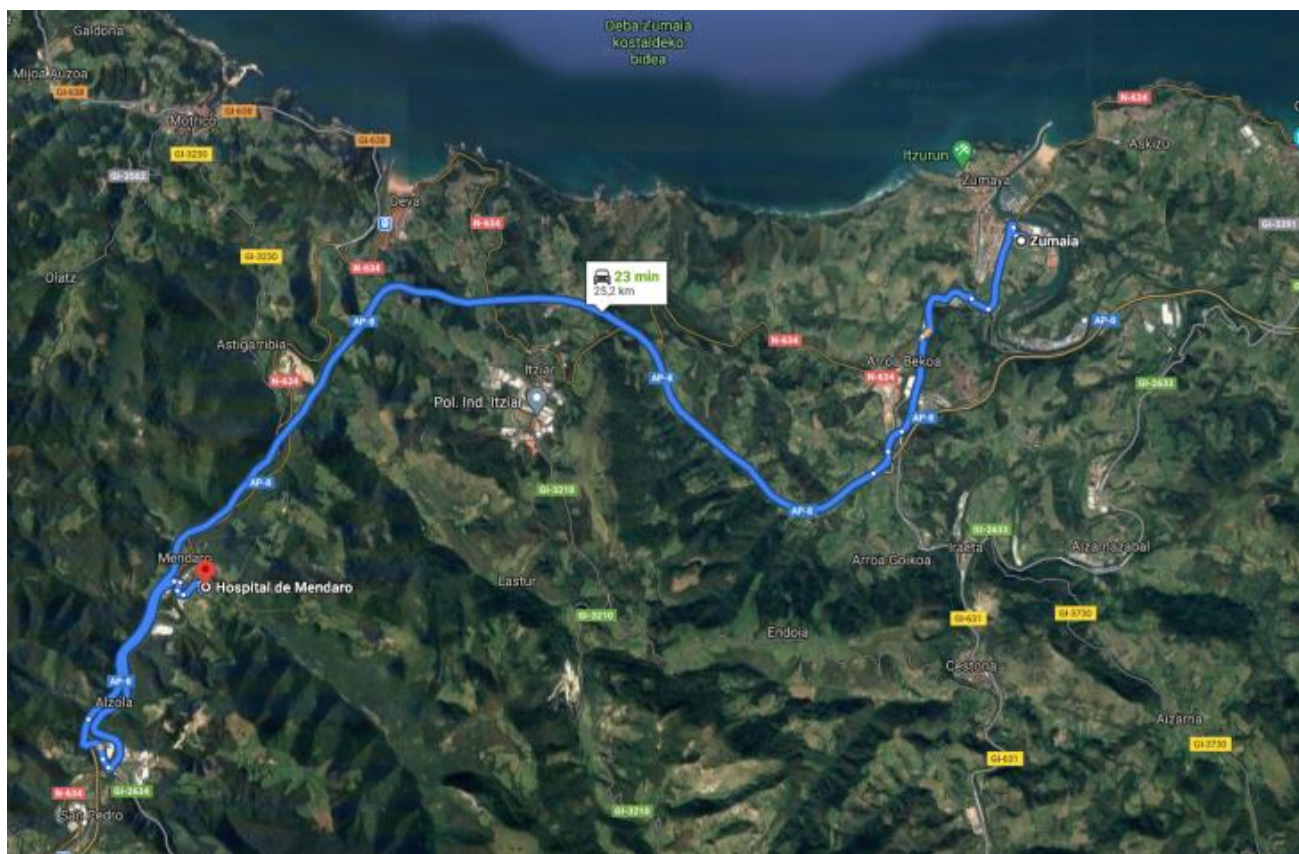 Deba-Zumaia
kostaldeko
bidea
Galdona
Mijoa Auzoa
GI-638
Motrico
GI-638
GI-638
N-634
Askizu
Itzurun
Zumaya
GI-3230
GI-3562
Deva
N-634
Zumaia
GI-3230
N-634
Olatz
23 min
25,2 km
AP-8
AP-8
Astigarribia
N-634
Itziar
AP-8
Pol. Ind. Itziar
N-634
Arroa Bekoa
N-634
AP-8
GI-2633
AP-8
GI-3210
AP-8
GI-2633
Mendaro
Hospital de Mendaro
Lastur
Arroa Goikoa
Iraeta
Aizarnazabal
GI-3210
Endoia
GI-631
GI-3730
Cestona
AP-8
Alzola
Aizarna
GI-3730
GI-631
N-634
GI-2634
San Pedro
GI-3210